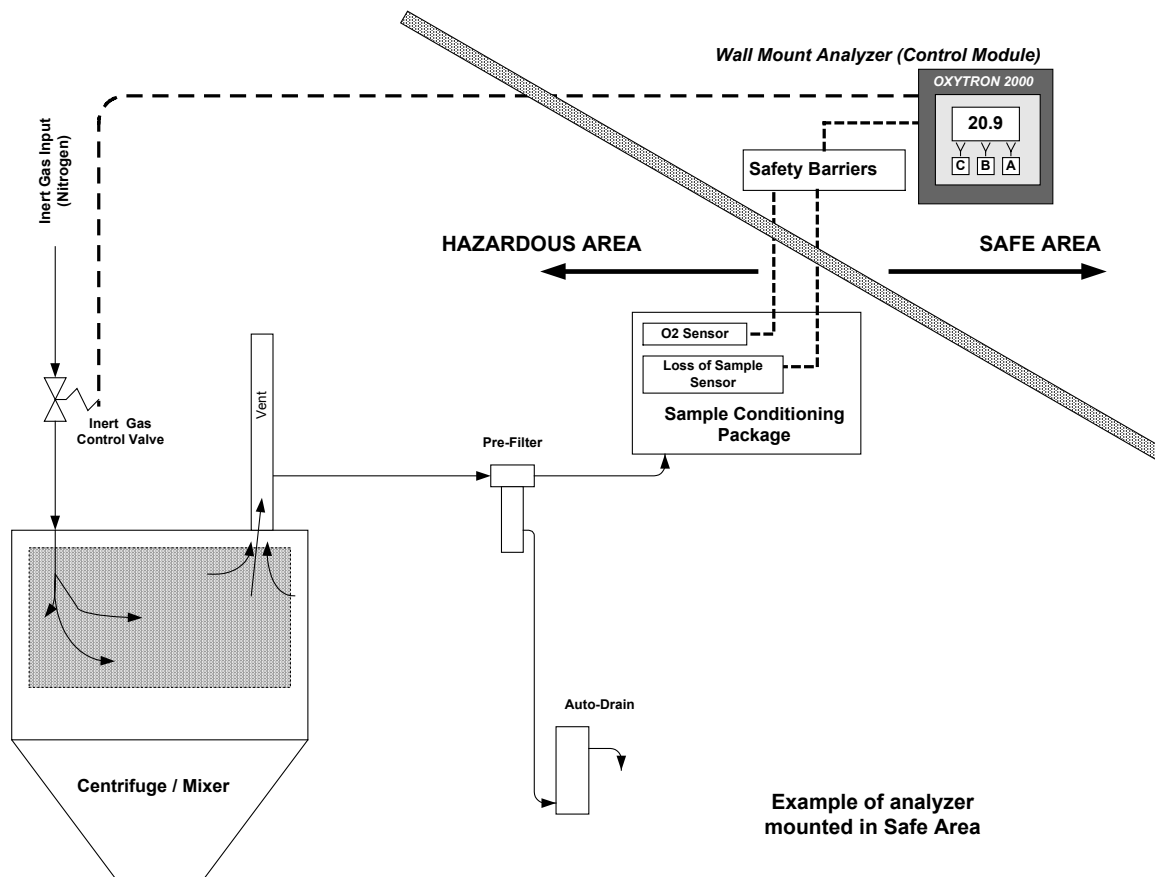 Wall Mount Analyzer (Control Module)
OXYTRON 2000
20.9
C B A
Safety Barriers
Inert Gas Input
(Nitrogen)
HAZARDOUS AREA
SAFE AREA
O2 Sensor
Loss of Sample
Sensor
Sample Conditioning
Package
Vent
Inert Gas
Control Valve
Pre-Filter
Auto-Drain
Centrifuge / Mixer
Example of analyzer
mounted in Safe Area